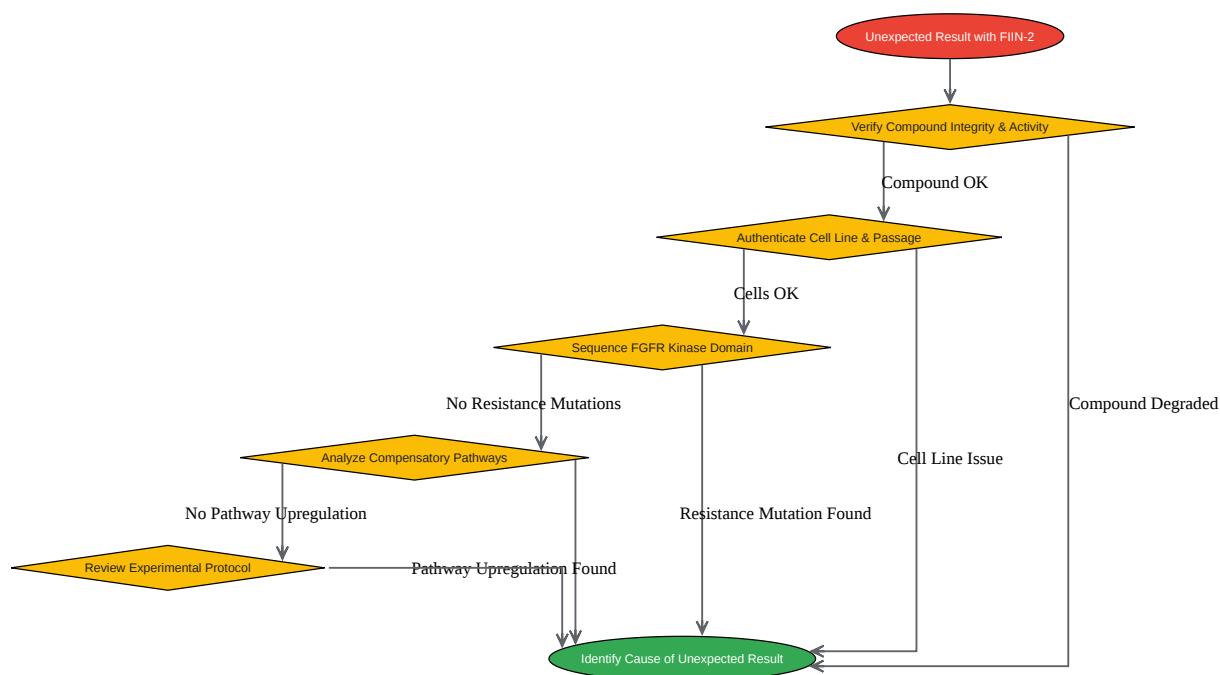 Unexpected Result with FIIN-2
Verify Compound Integrity & Activity
Compound OK
Authenticate Cell Line & Passage
Cells OK
Sequence FGFR Kinase Domain
No Resistance Mutations
Compound Degraded
Analyze Compensatory Pathways
Cell Line Issue
No Pathway Upregulation
Resistance Mutation Found
Review Experimental Protocol
Pathway Upregulation Found
Identify Cause of Unexpected Result